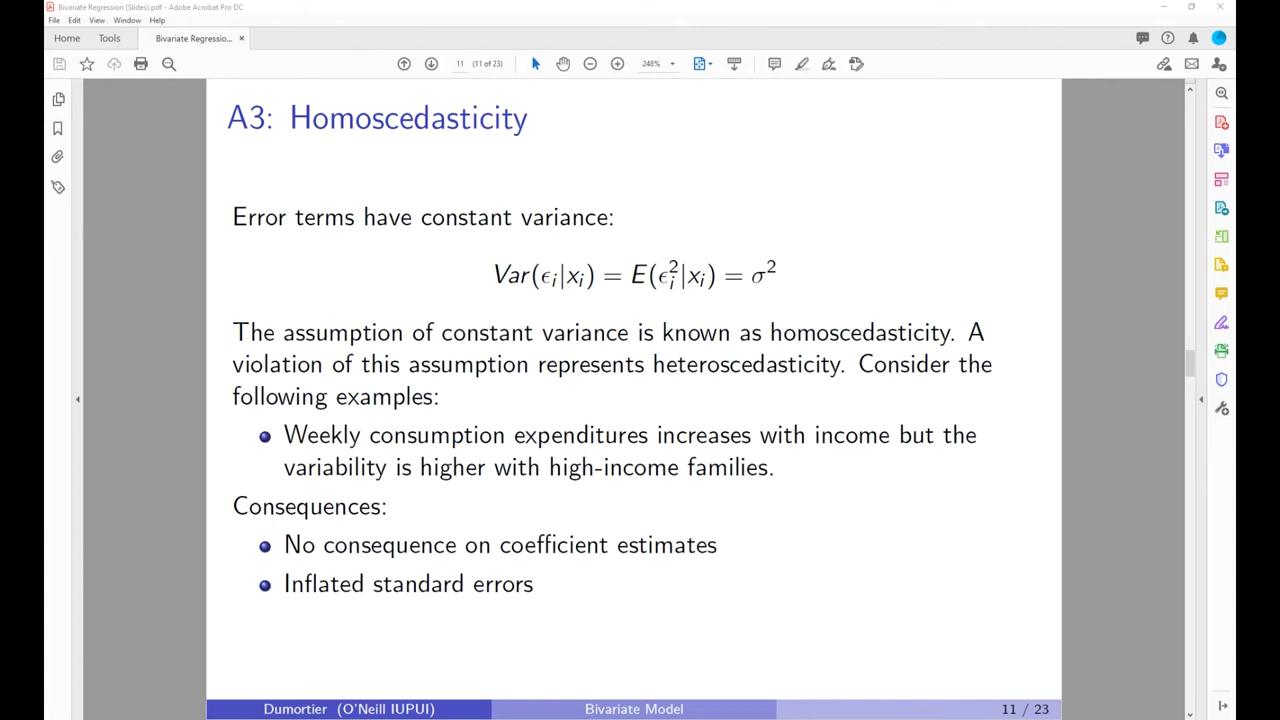 Bivariate Regression (Slides).pdf - Adobe Acrobat Pro DC
File Edit View Window Help
Home Tools Bivariate Regressio... ×
11 (11 of 23) 248%
A3: Homoscedasticity
Error terms have constant variance:
Var(ϵᵢ|xᵢ) = E(ϵᵢ²|xᵢ) = σ²
The assumption of constant variance is known as homoscedasticity. A
violation of this assumption represents heteroscedasticity. Consider the
following examples:
Weekly consumption expenditures increases with income but the
variability is higher with high-income families.
Consequences:
No consequence on coefficient estimates
Inflated standard errors
Dumortier (O'Neill IUPUI) Bivariate Model 11 / 23